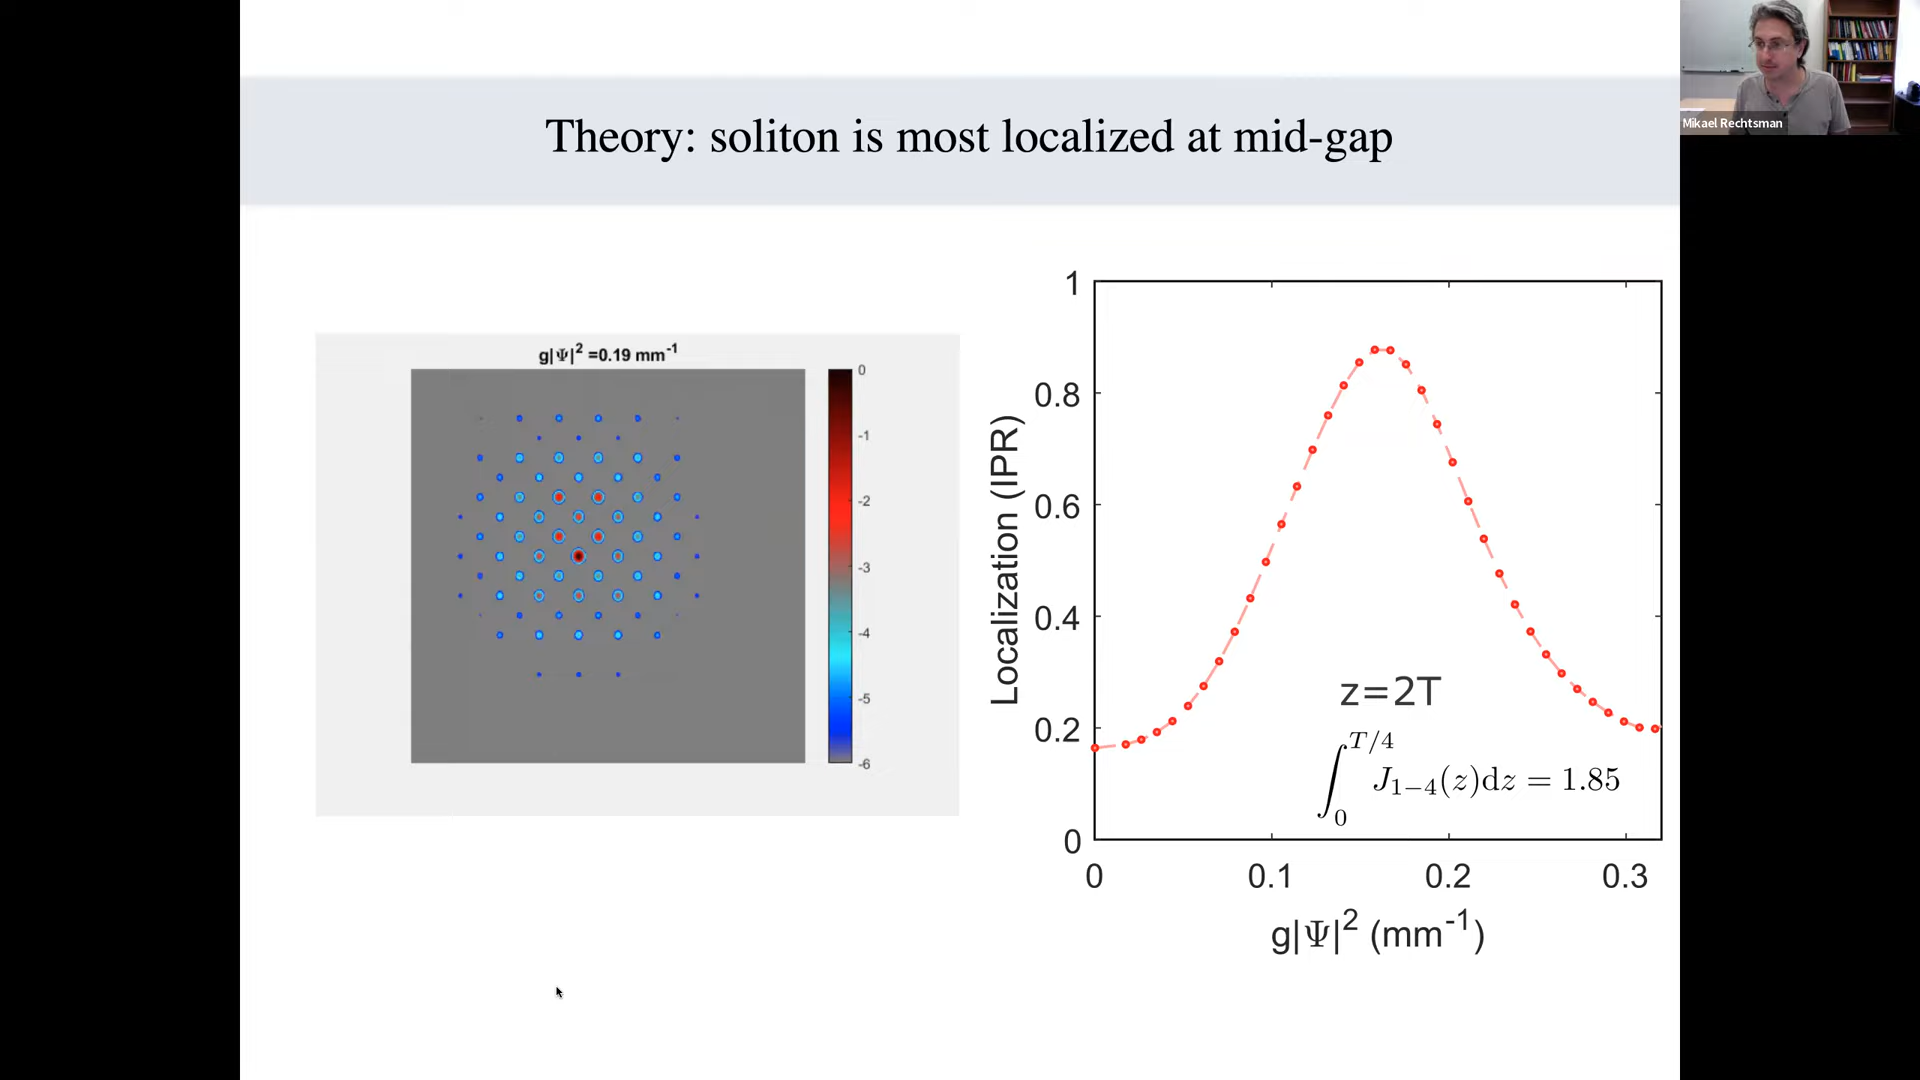 Theory: soliton is most localized at mid-gap
Mikael Rechtsman
g|Ψ|² =0.19 mm⁻¹
0
-1
-2
-3
-4
-5
-6
Localization (IPR)
1
0.8
0.6
0.4
0.2
0
z=2T
∫₀^{T/4} J₁₋₄(z)dz = 1.85
0 0.1 0.2 0.3
g|Ψ|² (mm⁻¹)